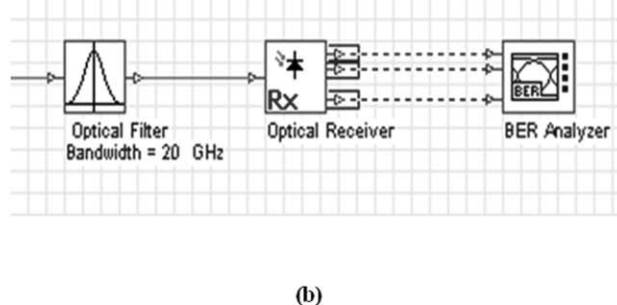 Rx
BER
Optical Filter
Optical Receiver
BER Analyzer
Bandwidth = 20 GHz
(b)